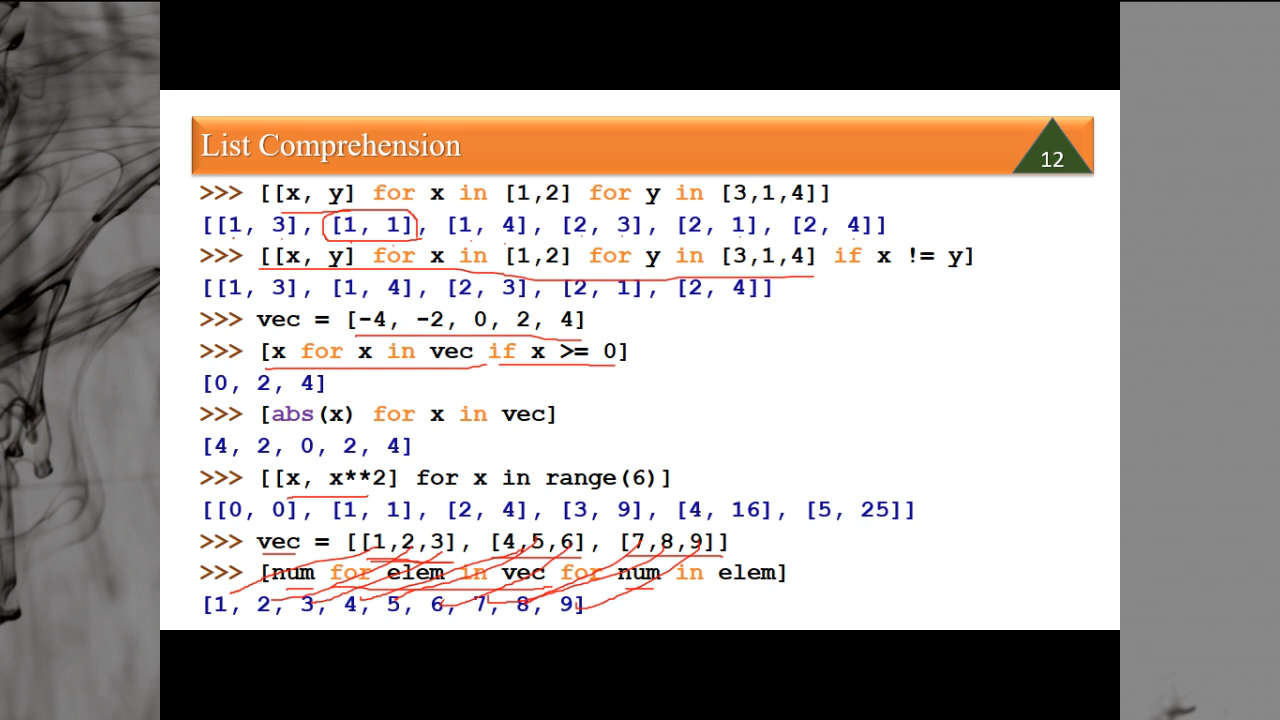 List Comprehension
12
>>> [[x, y] for x in [1,2] for y in [3,1,4]]
[[1, 3], [1, 1], [1, 4], [2, 3], [2, 1], [2, 4]]
>>> [[x, y] for x in [1,2] for y in [3,1,4] if x != y]
[[1, 3], [1, 4], [2, 3], [2, 1], [2, 4]]
>>> vec = [-4, -2, 0, 2, 4]
>>> [x for x in vec if x >= 0]
[0, 2, 4]
>>> [abs(x) for x in vec]
[4, 2, 0, 2, 4]
>>> [[x, x**2] for x in range(6)]
[[0, 0], [1, 1], [2, 4], [3, 9], [4, 16], [5, 25]]
>>> vec = [[1,2,3], [4,5,6], [7,8,9]]
>>> [num for elem in vec for num in elem]
[1, 2, 3, 4, 5, 6, 7, 8, 9]